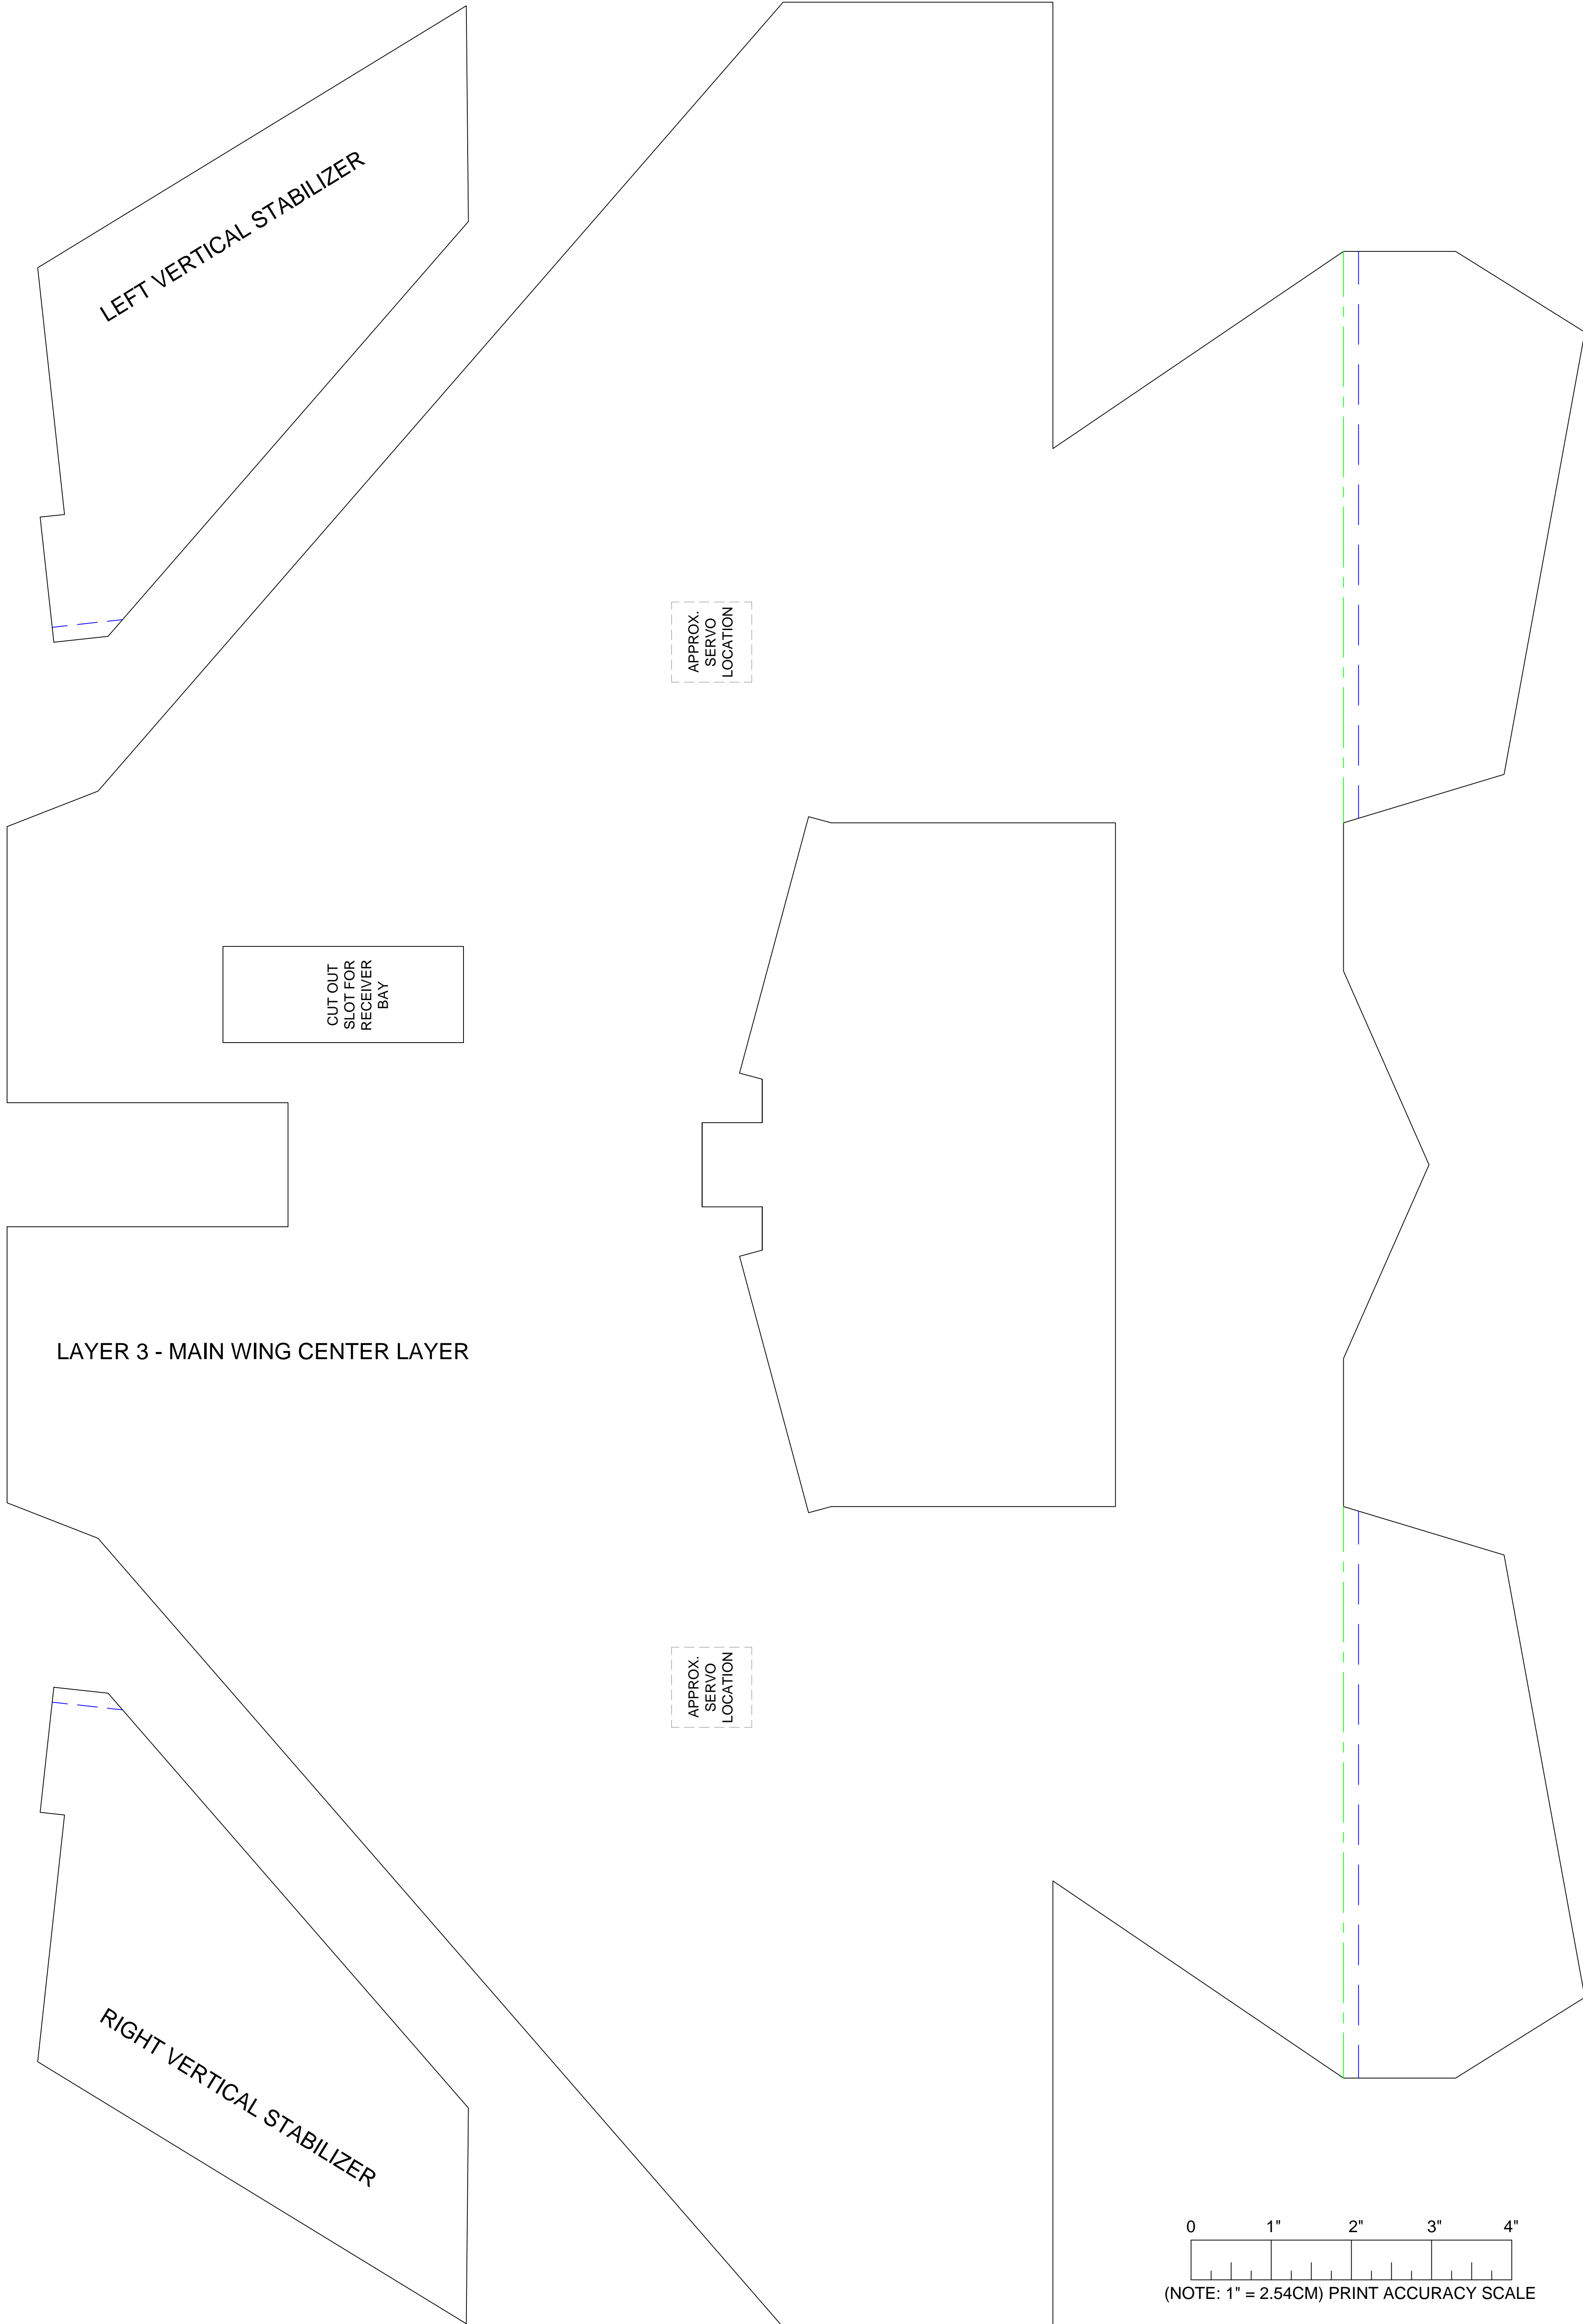 LEFT VERTICAL STABILIZER
APPROX.
SERVO
LOCATION
CUT OUT
SLOT FOR
RECEIVER
BAY
LAYER 3 - MAIN WING CENTER LAYER
APPROX.
SERVO
LOCATION
RIGHT VERTICAL STABILIZER
0 1" 2" 3" 4"
(NOTE: 1" = 2.54CM) PRINT ACCURACY SCALE